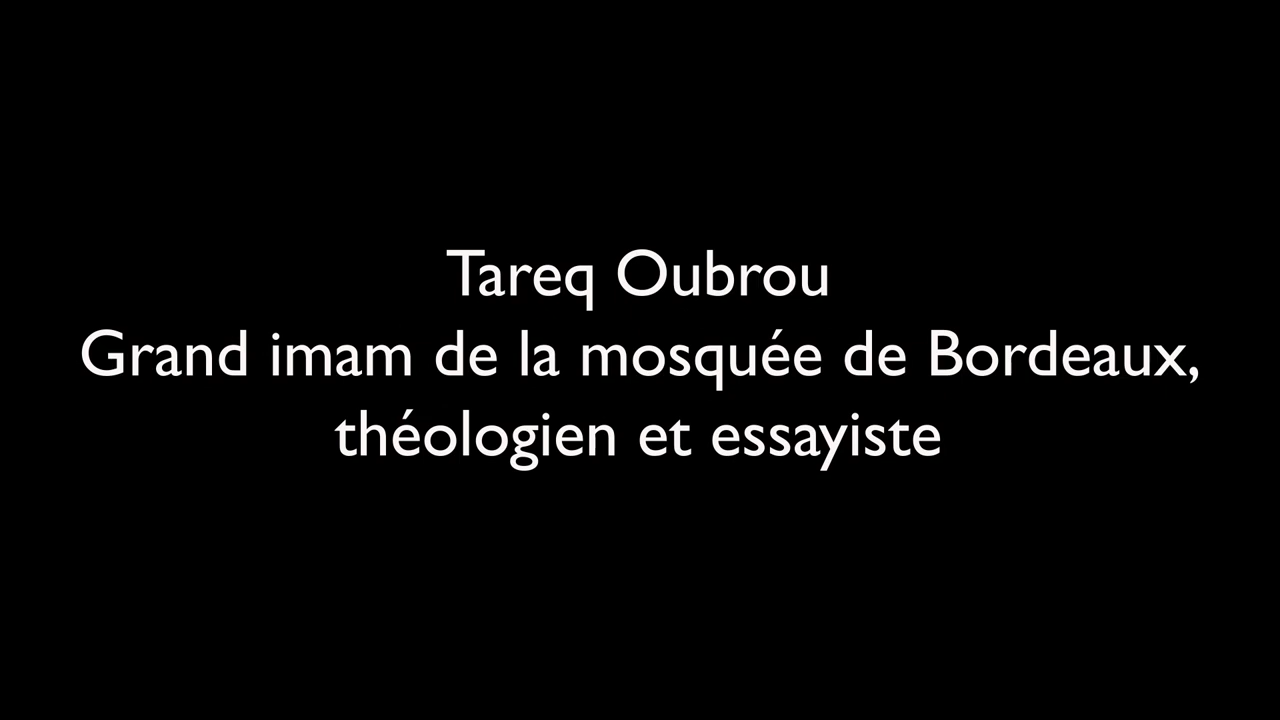 Tareq Oubrou
Grand imam de la mosquée de Bordeaux,
théologien et essayiste